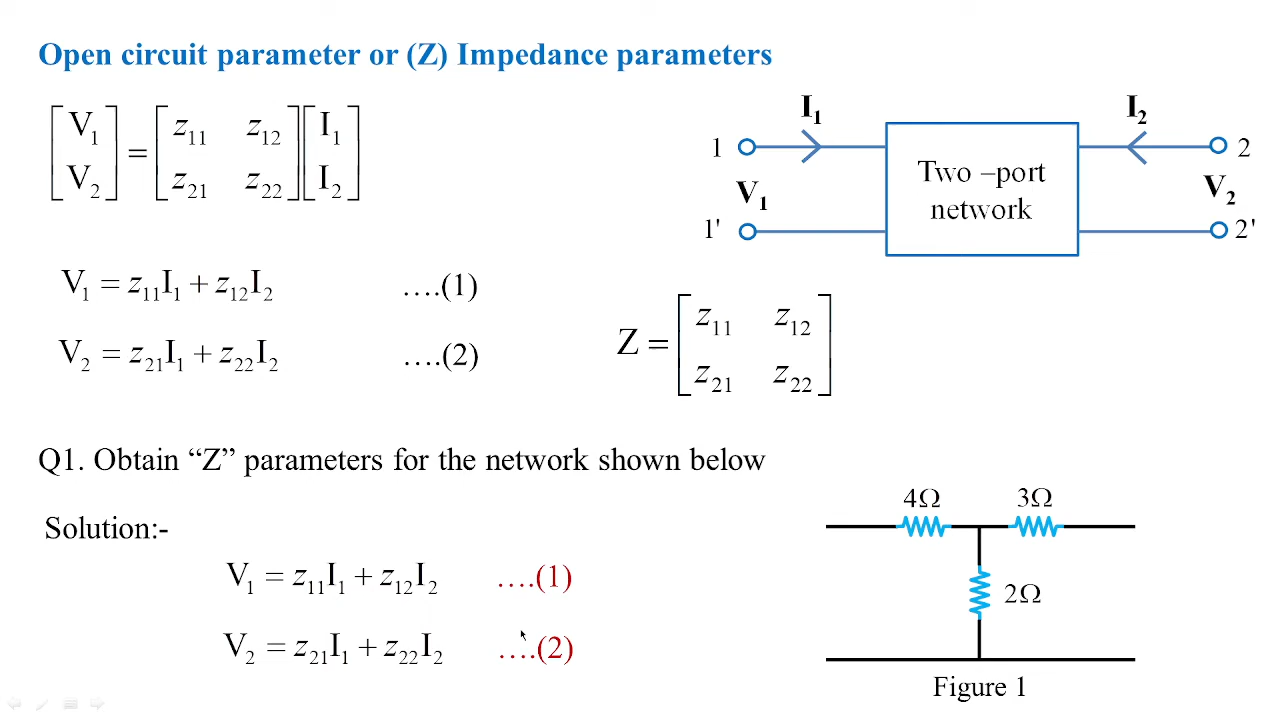 Open circuit parameter or (Z) Impedance parameters
[V₁ V₂] = [z₁₁ z₁₂ z₂₁ z₂₂] [I₁ I₂]
I₁ I₂
1 2
Two –port
network
V₁ V₂
1' 2'
V₁ = z₁₁I₁ + z₁₂I₂ ….(1)
V₂ = z₂₁I₁ + z₂₂I₂ ….(2)
Z = [z₁₁ z₁₂ z₂₁ z₂₂]
Q1. Obtain “Z” parameters for the network shown below
Solution:-
V₁ = z₁₁I₁ + z₁₂I₂ ….(1)
V₂ = z₂₁I₁ + z₂₂I₂ ….(2)
4Ω 3Ω
2Ω
Figure 1